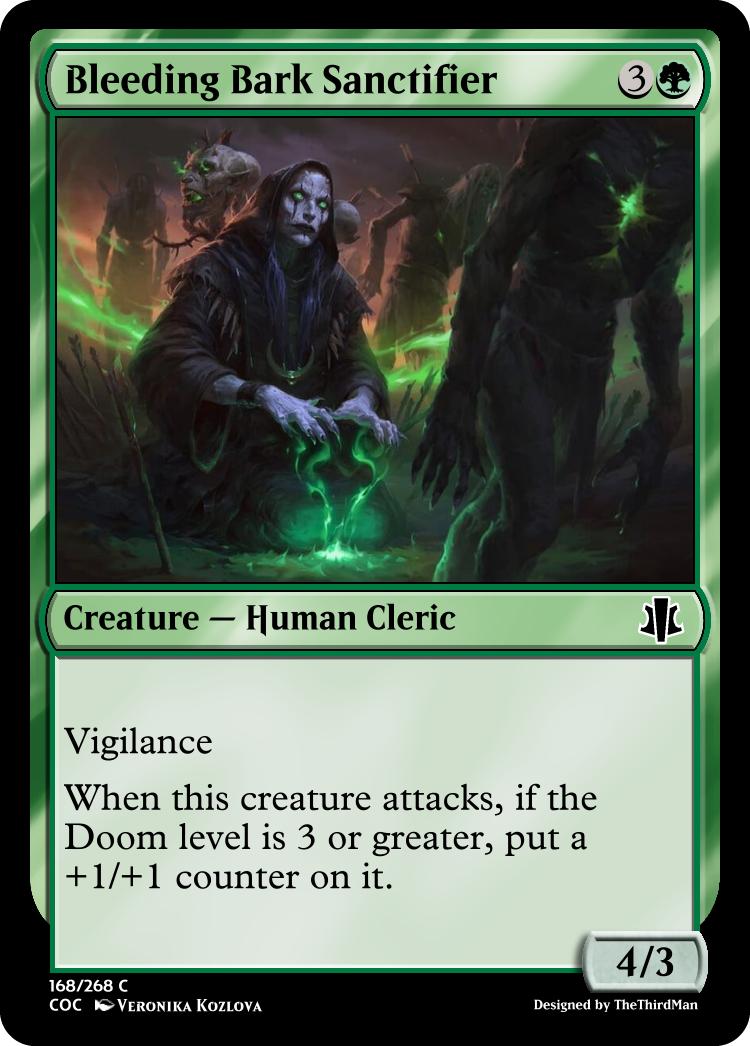 Bleeding Bark Sanctifier 3
Creature — Human Cleric
Vigilance
When this creature attacks, if the
Doom level is 3 or greater, put a
+1/+1 counter on it.
4/3
168/268 C
COC Veronika Kozlova
Designed by TheThirdMan